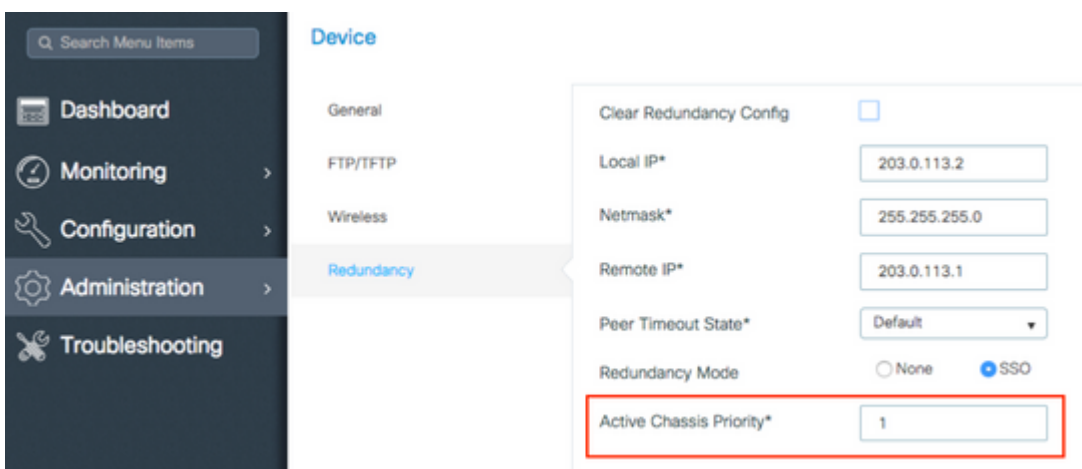 Search Menu Items
Dashboard
Monitoring
Configuration
Administration
Troubleshooting
Device
General
FTP/TFTP
Wireless
Redundancy
Clear Redundancy Config
Local IP* 203.0.113.2
Netmask* 255.255.255.0
Remote IP* 203.0.113.1
Peer Timeout State* Default
Redundancy Mode None SSO
Active Chassis Priority* 1